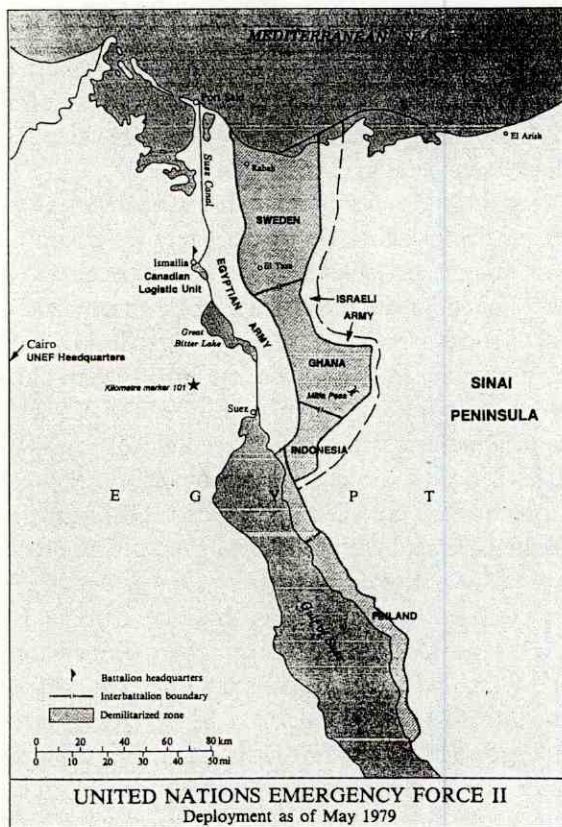 MEDITERRANEAN SEA
Port Said
El Arish
Suez Canal
Rabah
SWEDEN
Ismailia
Canadian
Logistic Unit
El Tasa
EGYPTIAN ARMY
ISRAELI
ARMY
Great
Bitter Lake
Cairo
UNEF Headquarters
GHANA
Kilometre marker 101
Mitla Pass
SINAI
PENINSULA
Suez
INDONESIA
E G Y P T
FINLAND
Battalion headquarters
Interbattalion boundary
Demilitarized zone
0 20 40 60 80 km
0 10 20 30 40 50 mi
UNITED NATIONS EMERGENCY FORCE II
Deployment as of May 1979